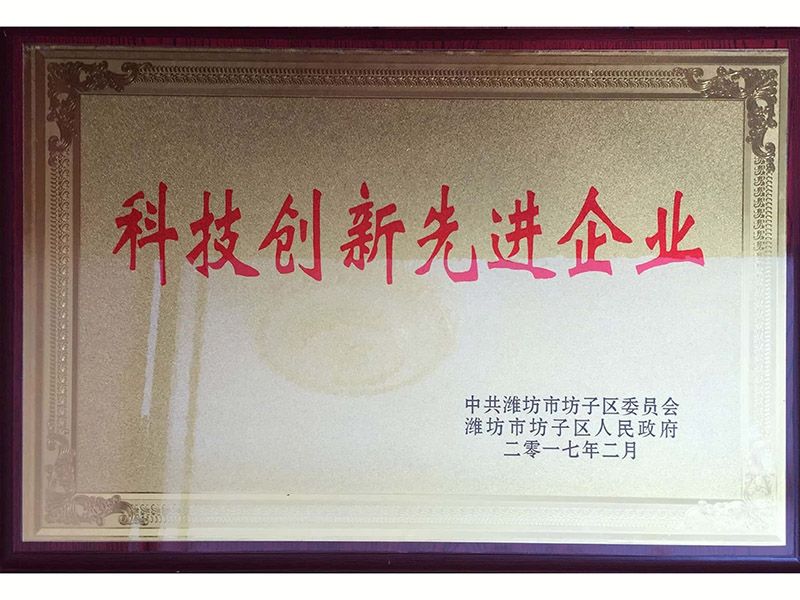 科技创新先进企业
中共潍坊市坊子区委员会
潍坊市坊子区人民政府
二零一七年二月